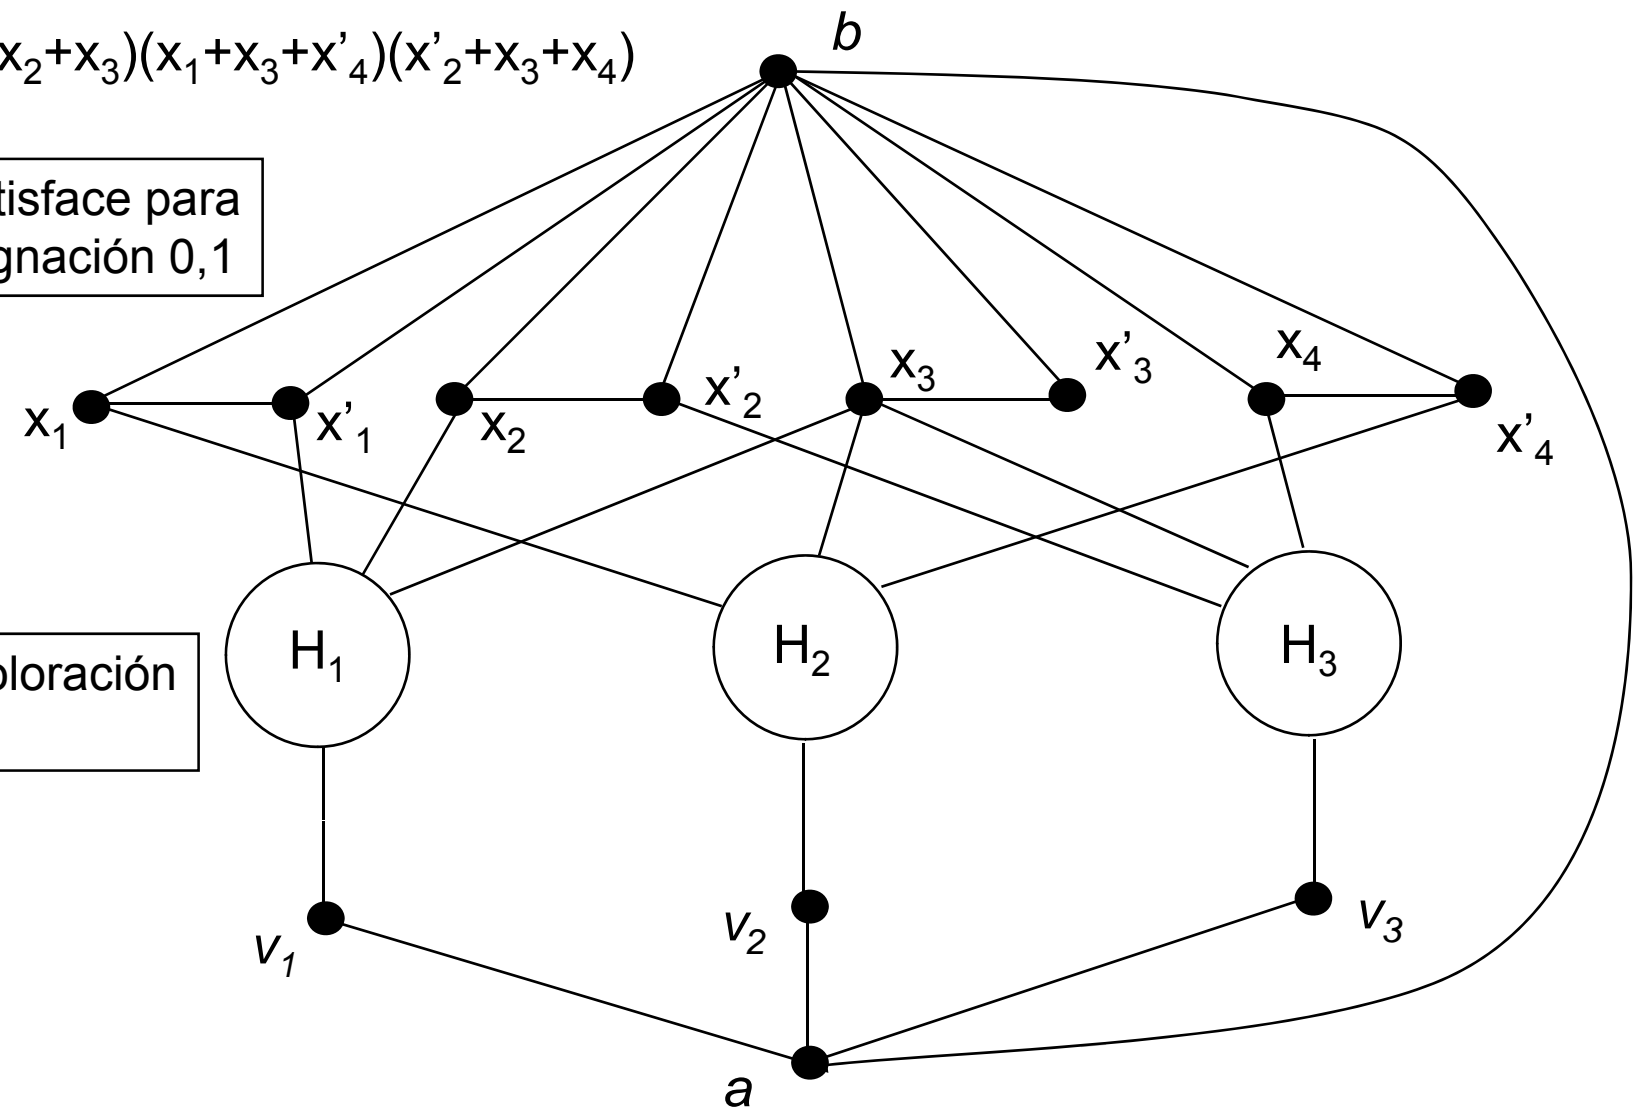 x₂+x₃)(x₁+x₃+x’₄)(x’₂+x₃+x₄)
b
tisface para
gnación 0,1
x₁
x’₁
x₂
x’₂
x₃
x’₃
x₄
x’₄
H₁
H₂
H₃
ploración
v₁
v₂
v₃
a